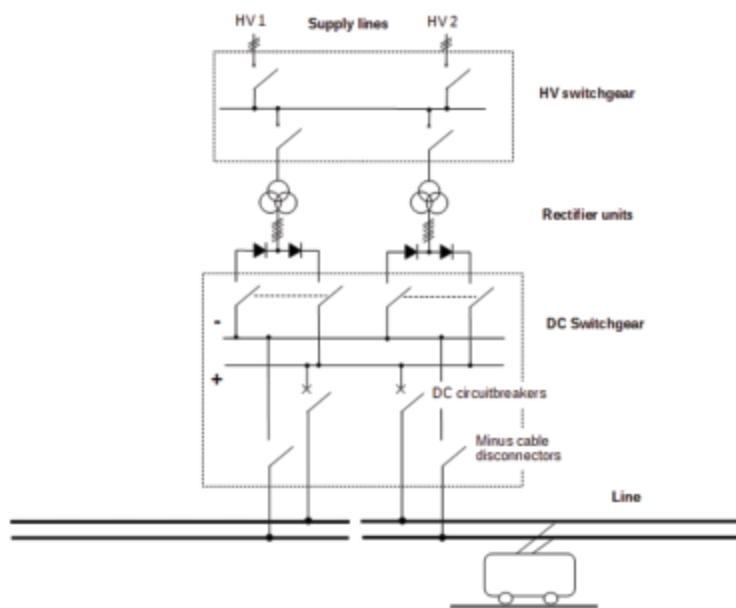 HV 1
Supply lines
HV 2
HV switchgear
Rectifier units
DC Switchgear
-
+
DC circuitbreakers
Minus cable
disconnectors
Line